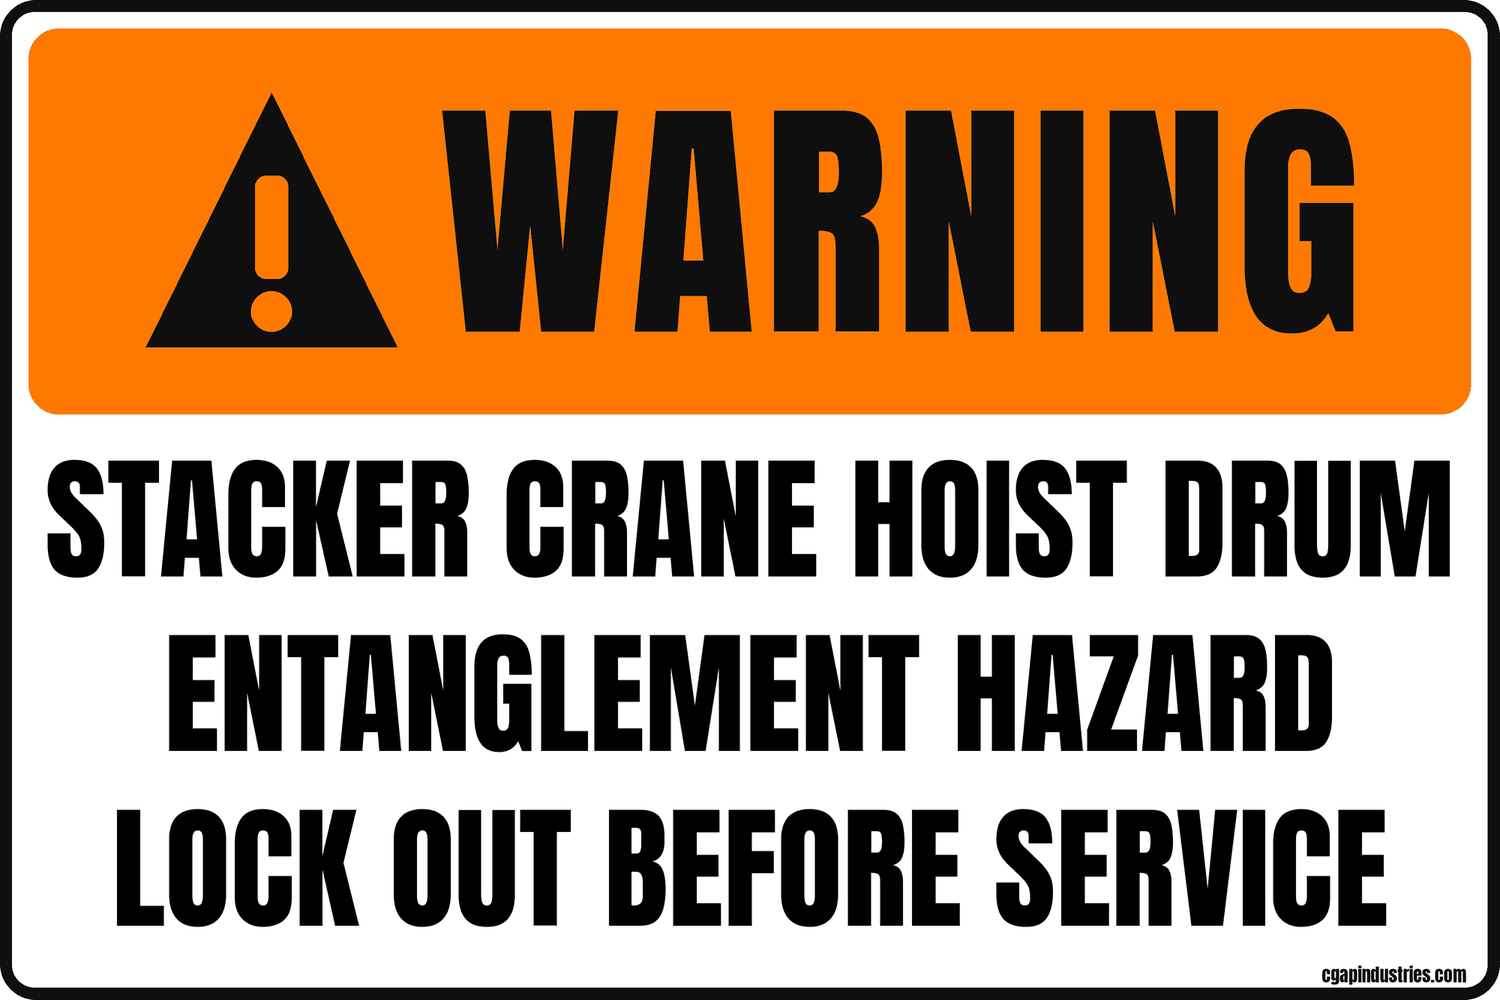 WARNING
STACKER CRANE HOIST DRUM
ENTANGLEMENT HAZARD
LOCK OUT BEFORE SERVICE
cgapindustries.com